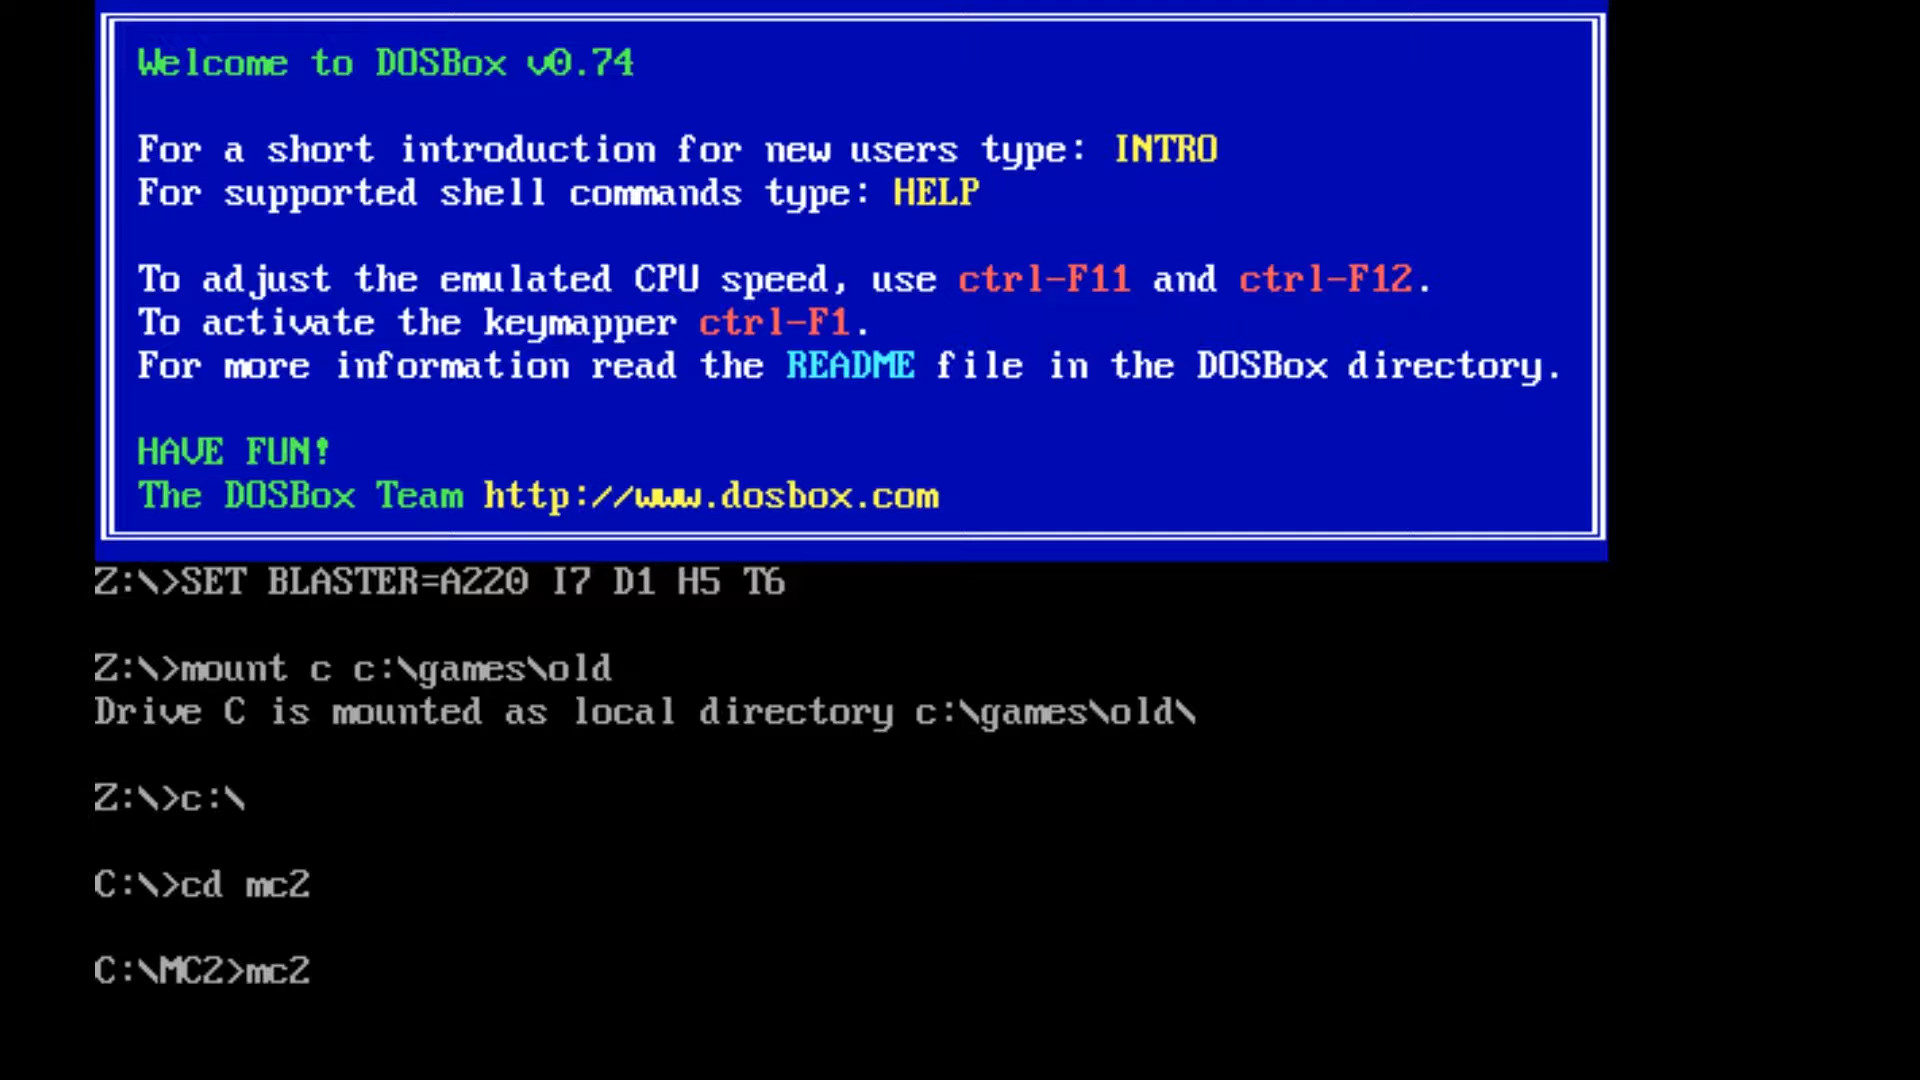 Welcome to DOSBox v0.74
For a short introduction for new users type: INTRO
For supported shell commands type: HELP
To adjust the emulated CPU speed, use ctrl-F11 and ctrl-F12.
To activate the keymapper ctrl-F1.
For more information read the README file in the DOSBox directory.
HAVE FUN!
The DOSBox Team http://www.dosbox.com
Z:\>SET BLASTER=A220 I7 D1 H5 T6
Z:\>mount c c:\games\old
Drive C is mounted as local directory c:\games\old\
Z:\>c:\
C:\>cd mc2
C:\MC2>mc2